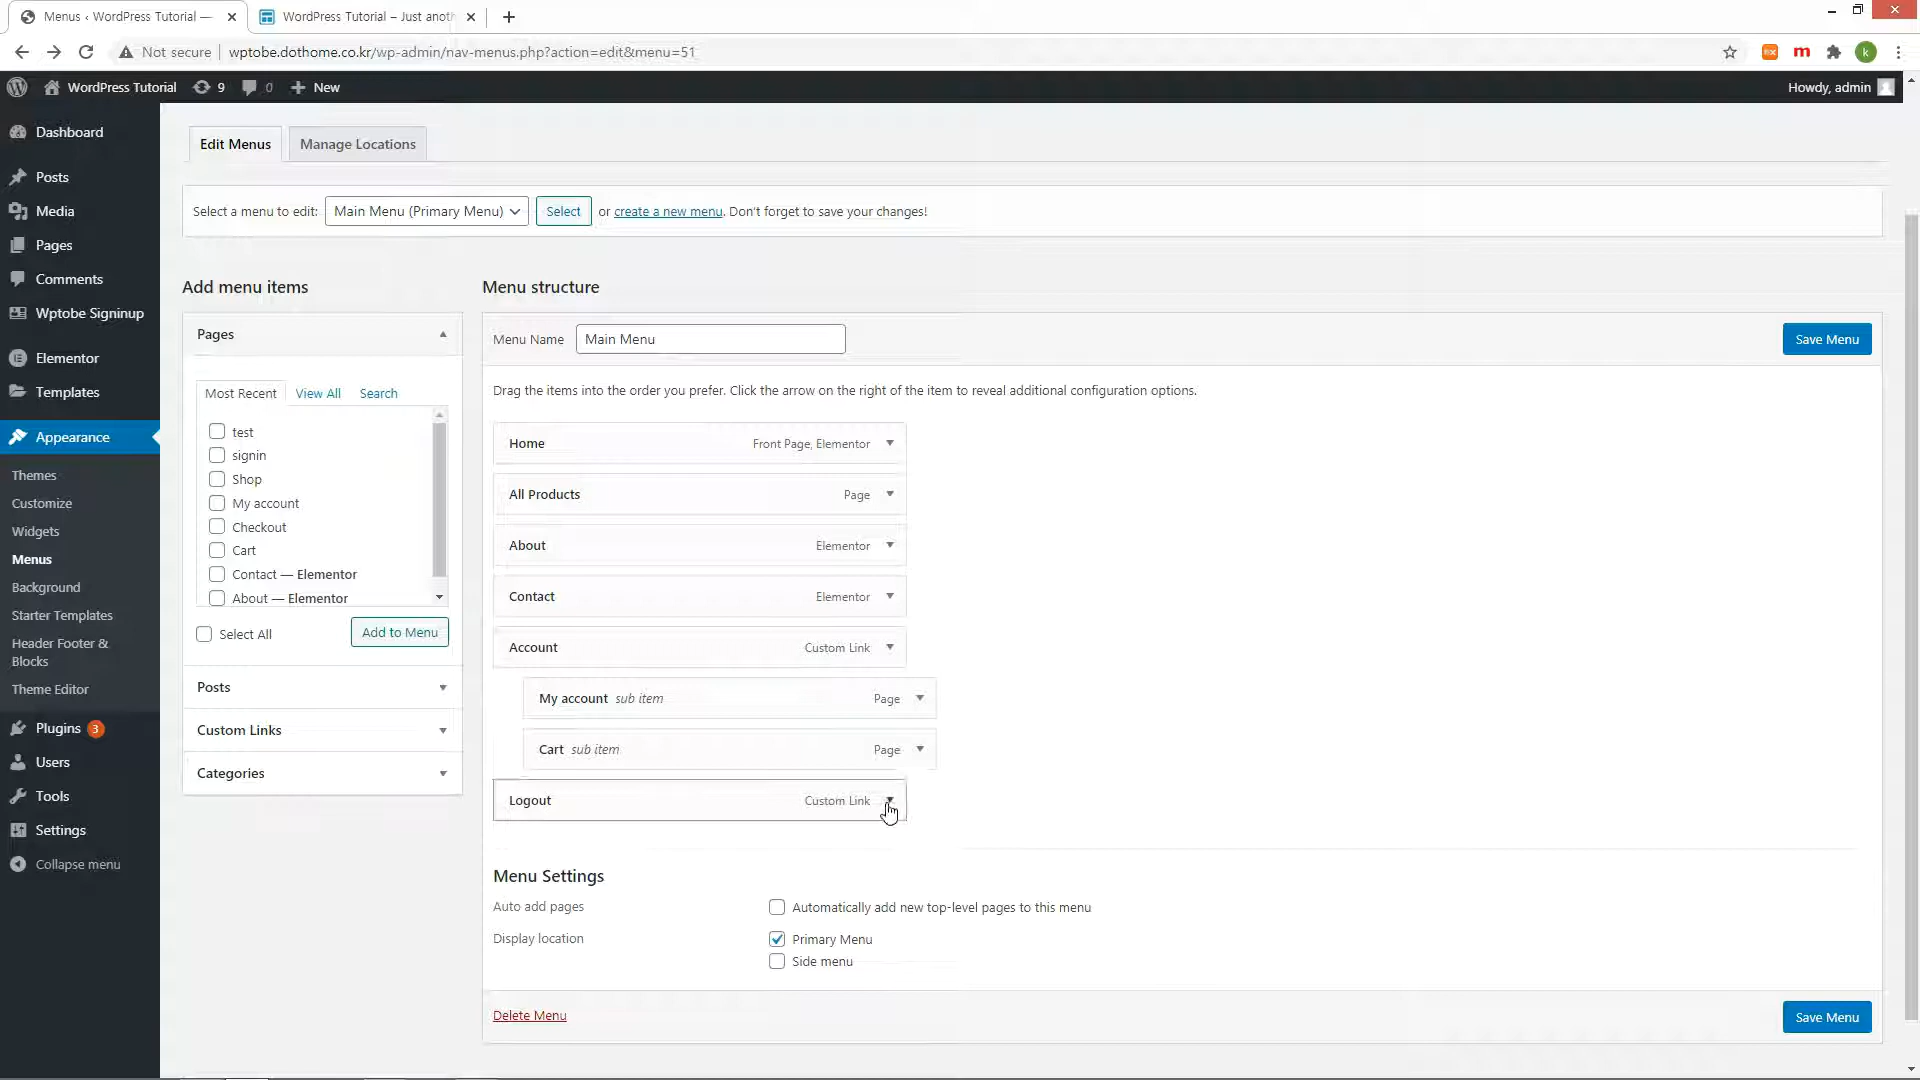 Menus ‹ WordPress Tutorial —
WordPress Tutorial – Just anoth
Not secure
wptobe.dothome.co.kr/wp-admin/nav-menus.php?action=edit&menu=51
k
WordPress Tutorial
9
0
New
Howdy, admin
Dashboard
Posts
Media
Pages
Comments
Wptobe Signinup
Elementor
Templates
Appearance
Themes
Customize
Widgets
Menus
Background
Starter Templates
Header Footer &
Blocks
Theme Editor
Plugins 3
Users
Tools
Settings
Collapse menu
Edit Menus
Manage Locations
Select a menu to edit: Main Menu (Primary Menu) Select or create a new menu. Don't forget to save your changes!
Add menu items
Pages
Most Recent View All Search
test
signin
Shop
My account
Checkout
Cart
Contact — Elementor
About — Elementor
Select All Add to Menu
Posts
Custom Links
Categories
Menu structure
Menu Name Main Menu Save Menu
Drag the items into the order you prefer. Click the arrow on the right of the item to reveal additional configuration options.
Home Front Page, Elementor
All Products Page
About Elementor
Contact Elementor
Account Custom Link
My account sub item Page
Cart sub item Page
Logout Custom Link
Menu Settings
Auto add pages Automatically add new top-level pages to this menu
Display location Primary Menu
Side menu
Delete Menu Save Menu